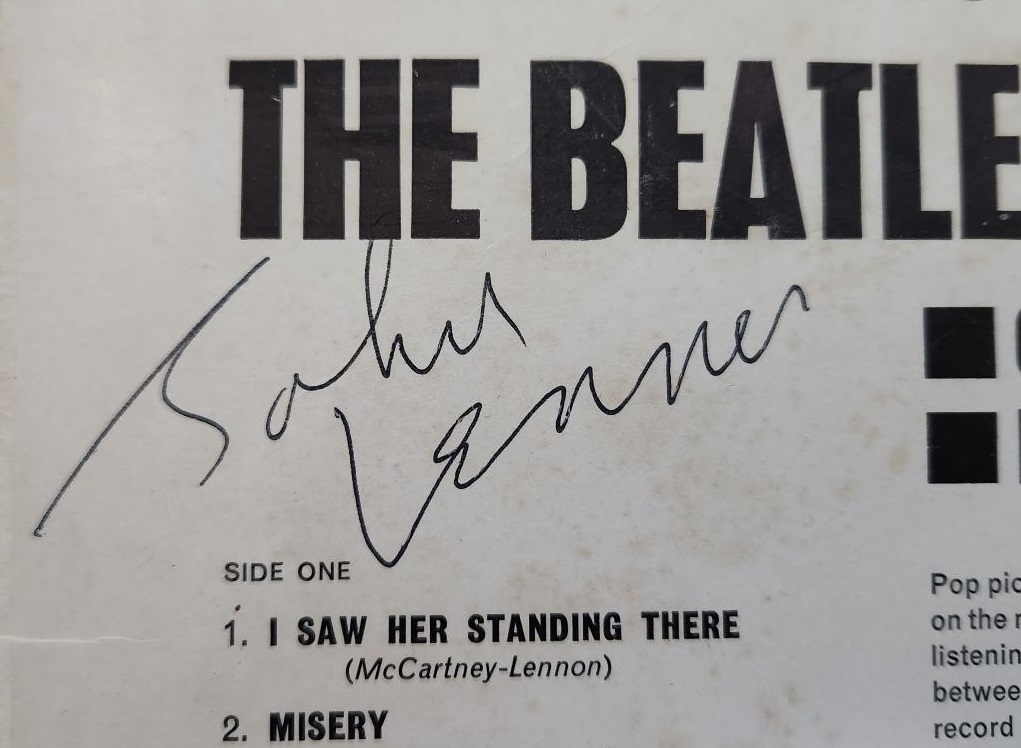 THE BEATLE
John
Lennon
SIDE ONE
1. I SAW HER STANDING THERE
(McCartney-Lennon)
2. MISERY
Pop pic
on the r
listenin
betwee
record